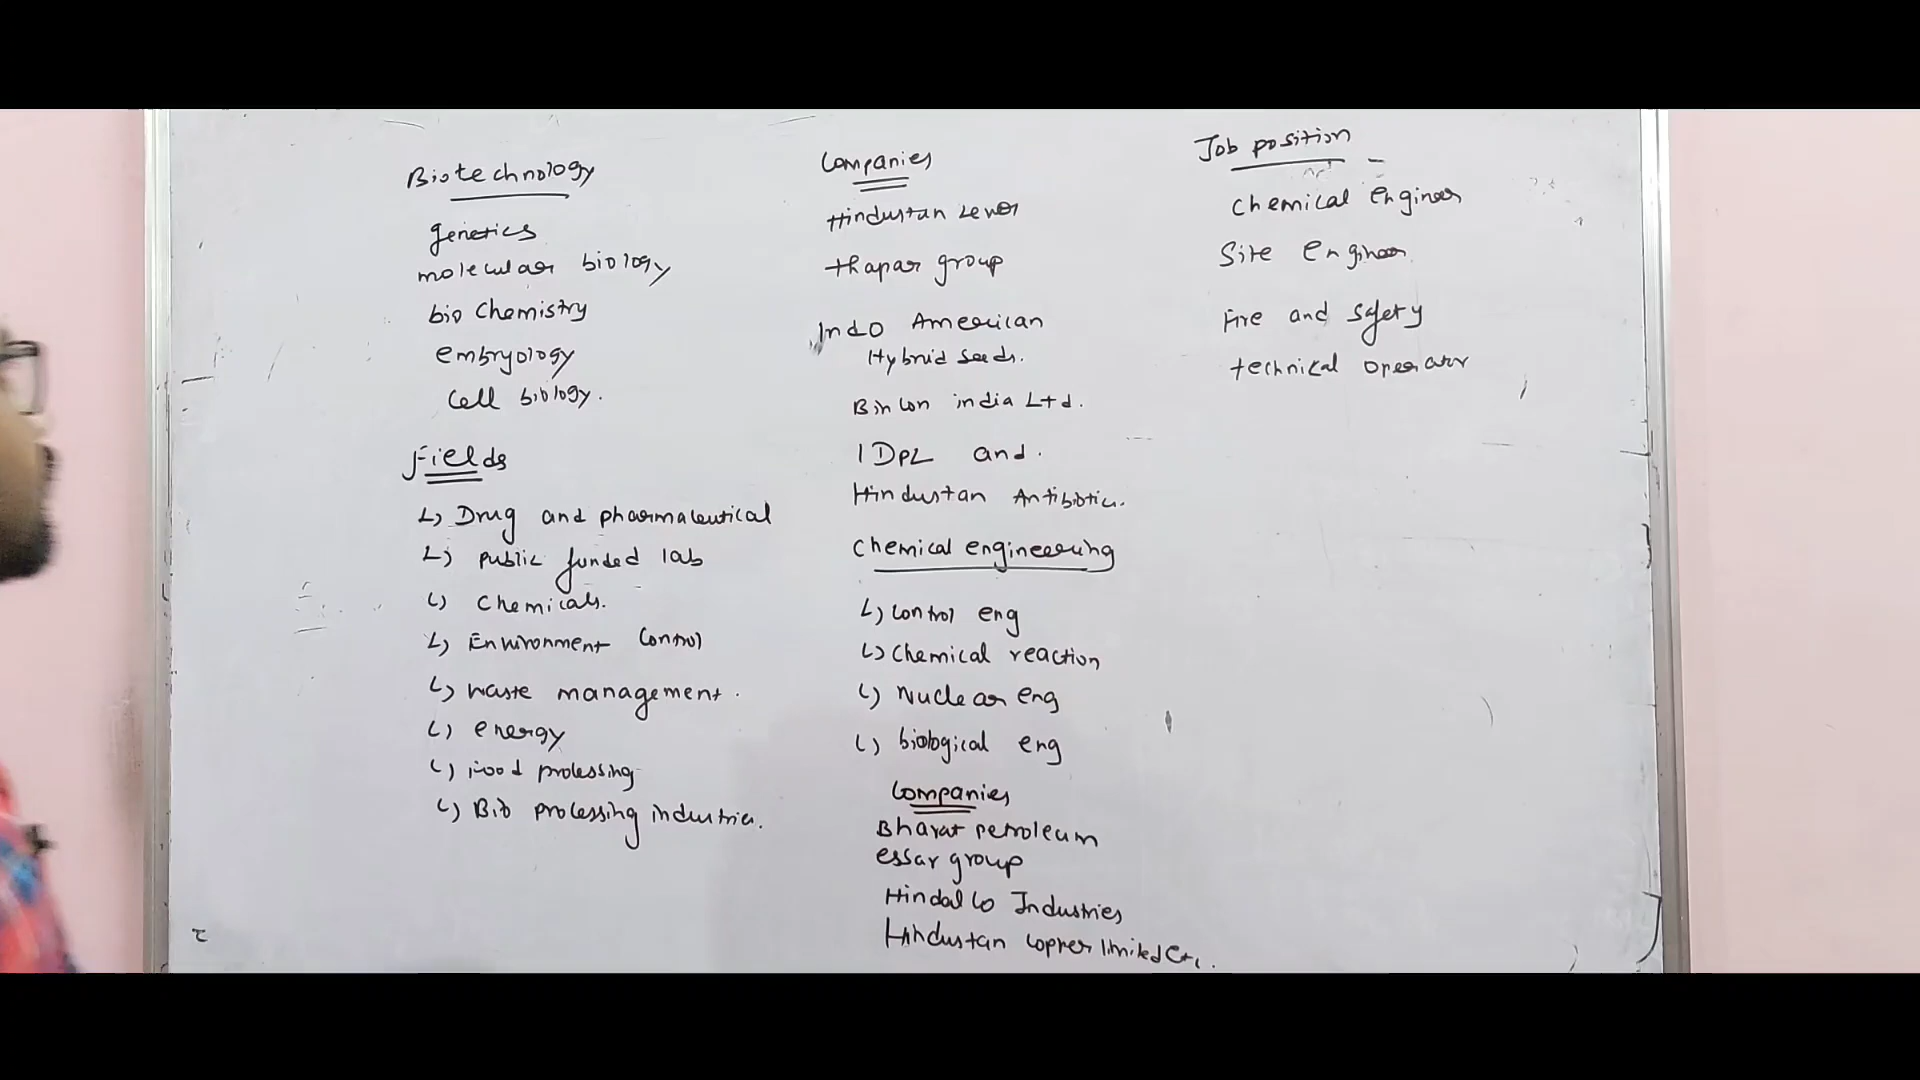 Biotechnology
genetics
molecular biology
bio chemistry
embryology
cell biology.
Fields
Drug and pharmaceutical
public funded lab
chemicals.
Environment control
waste management.
energy
Food processing
Bio processing industries.
Companies
Hindustan Lever
thapar group
Indo American
Hybrid seeds.
india Ltd.
IDPL and.
Hindustan Antibiotics.
chemical engineering
control eng
chemical reaction
Nuclear eng
biological eng
Companies
Bharat petroleum
essar group
Hindalco Industries
Hindustan copper limited etc.
Job position
chemical engineer
Site engineer
Fire and safety
technical operator